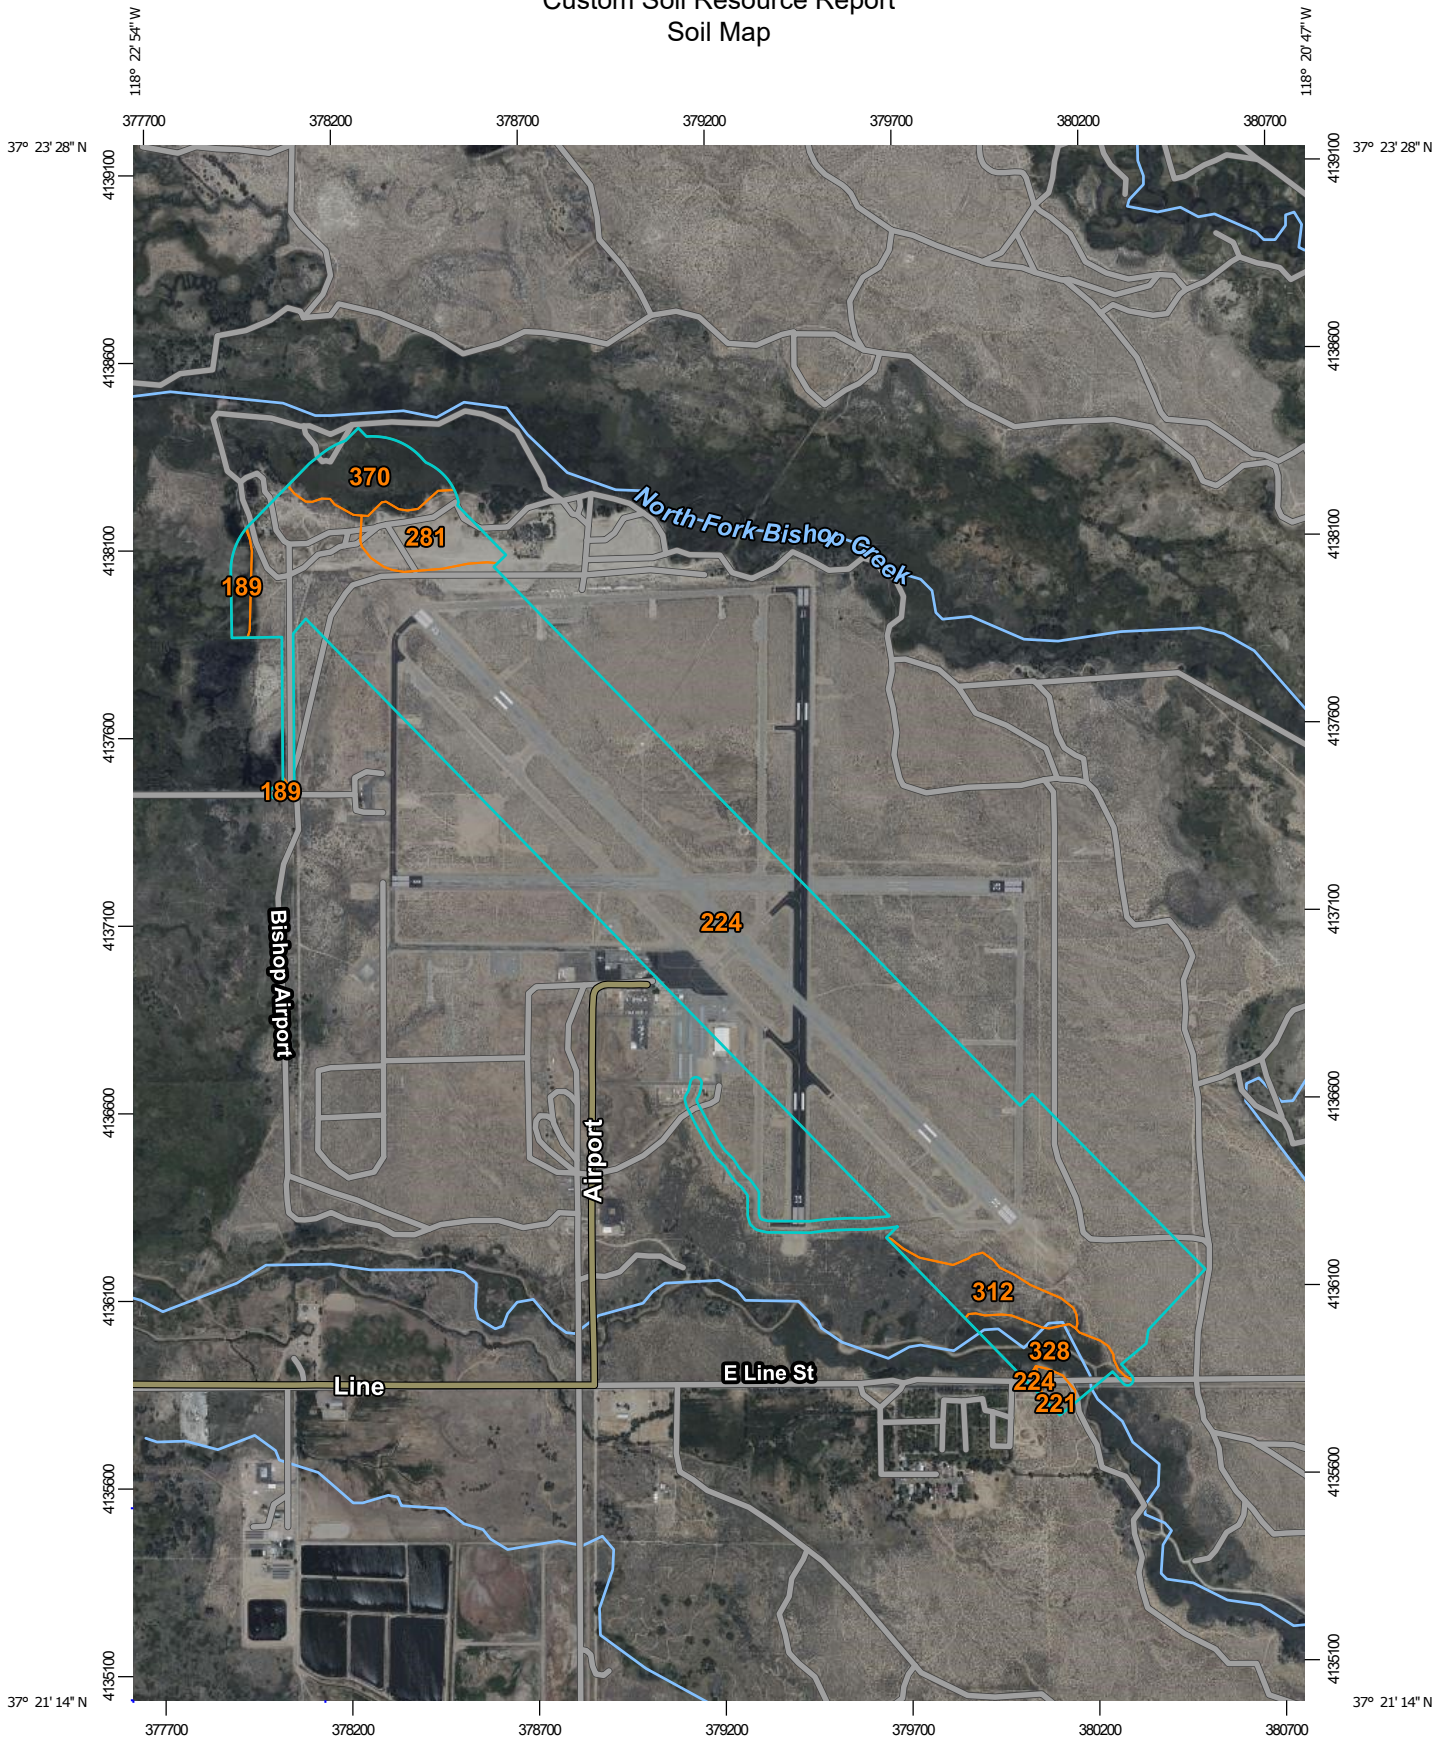 Custom Soil Resource Report
Soil Map
118° 22' 54" W
118° 20' 47" W
377700 378200 378700 379200 379700 380200 380700
37° 23' 28" N
37° 23' 28" N
4139100
4139100
4138600
4138600
370
North Fork Bishop Creek
281
4138100
4138100
189
4137600
4137600
189
224
4137100
4137100
Bishop Airport
4136600
4136600
Airport
4136100
4136100
312
328
E Line St
224
Line
221
4135600
4135600
4135100
4135100
37° 21' 14" N
37° 21' 14" N
377700 378200 378700 379200 379700 380200 380700